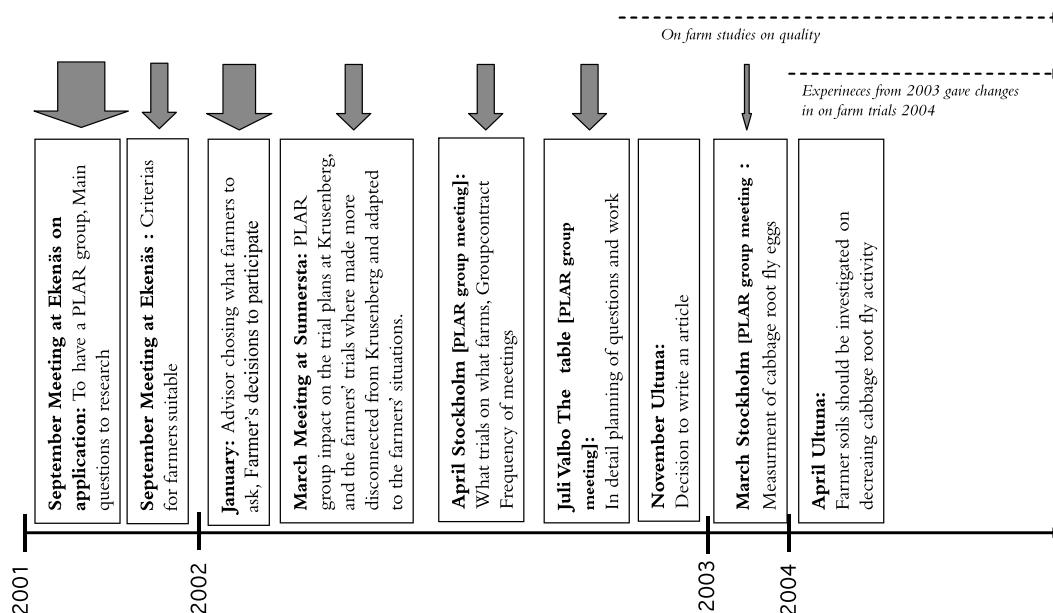 On farm studies on quality
Experineces from 2003 gave changes
in on farm trials 2004
September Meeting at Ekenäs on
application: To have a PLAR group, Main
questions to research
September Meeting at Ekenäs : Criterias
for farmers suitable
January: Advisor chosing what farmers to
ask, Farmer's decisions to participate
March Meeitng at Sunnersta: PLAR
group inpact on the trial plans at Krusenberg,
and the farmers' trials where made more
disconnected from Krusenberg and adapted
to the farmers' situations.
April Stockholm [PLAR group meeting]:
What trials on what farms, Groupcontract
Frequency of meetings
Juli Valbo The table [PLAR group
meeting]:
In detail planning of questions and work
November Ultuna:
Decision to write an article
March Stockholm [PLAR group meeting :
Measurment of cabbage root fly eggs
April Ultuna:
Farmer soils should be investigated on
decreaing cabbage root fly activity
2001
2002
2003
2004